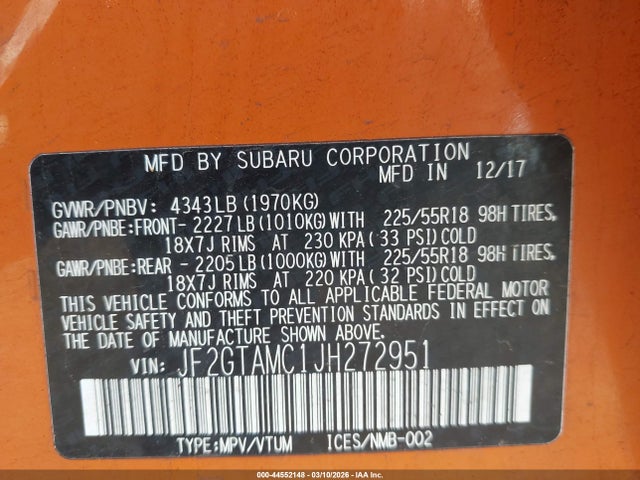 MFD BY SUBARU CORPORATION
MFD IN 12/17
GVWR/PNBV: 4343LB (1970KG)
GAWR/PNBE:FRONT- 2227LB (1010KG) WITH 225/55R18 98H TIRES,
18X7J RIMS AT 230 KPA (33 PSI) COLD
GAWR/PNBE:REAR - 2205LB (1000KG) WITH 225/55R18 98H TIRES,
18X7J RIMS AT 220 KPA (32 PSI) COLD
THIS VEHICLE CONFORMS TO ALL APPLICABLE FEDERAL MOTOR
VEHICLE SAFETY AND THEFT PREVENTION STANDARDS IN EFFECT ON
THE DATE OF MANUFACTURE SHOWN ABOVE.
VIN: JF2GTAMC1JH272951
TYPE:MPV/VTUM ICES/NMB-002
000-44552148 - 03/10/2026 - IAA Inc.